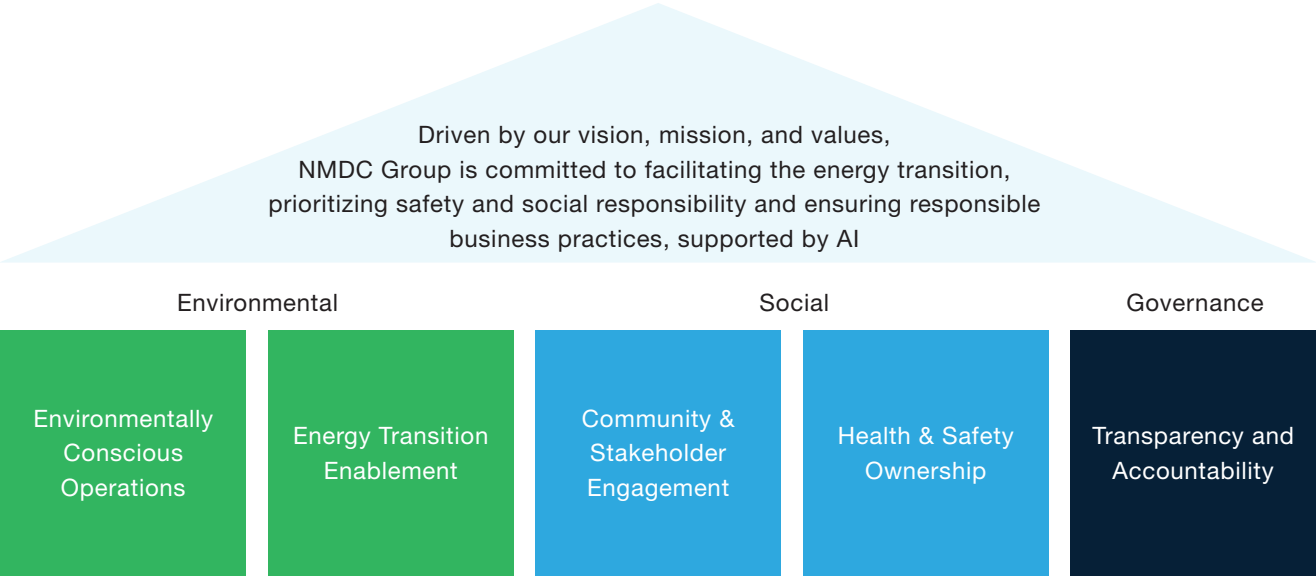 Driven by our vision, mission, and values,
NMDC Group is committed to facilitating the energy transition,
prioritizing safety and social responsibility and ensuring responsible
business practices, supported by AI
Environmental
Social
Governance
Environmentally
Conscious
Operations
Energy Transition
Enablement
Community &
Stakeholder
Engagement
Health & Safety
Ownership
Transparency and
Accountability